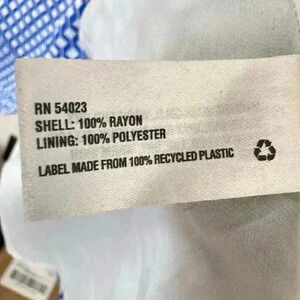 RN 54023
SHELL: 100% RAYON
LINING: 100% POLYESTER
LABEL MADE FROM 100% RECYCLED PLASTIC